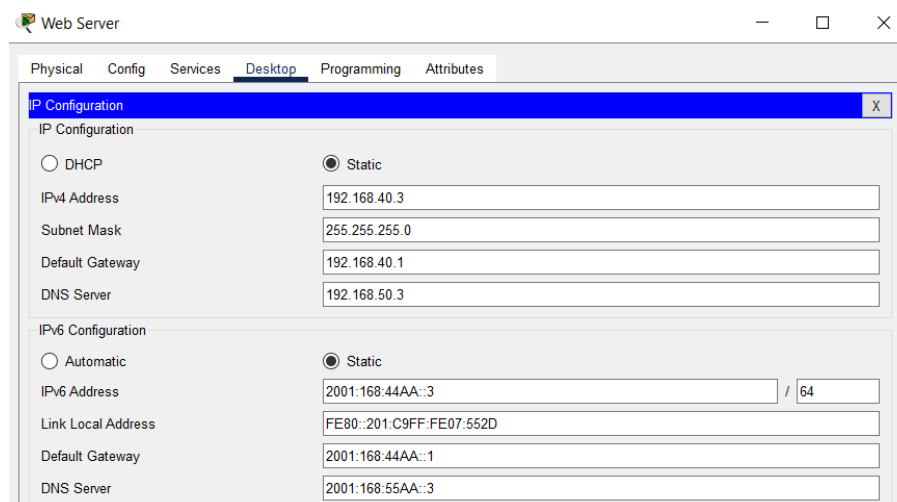 Web Server
Physical Config Services Desktop Programming Attributes
IP Configuration X
IP Configuration
DHCP Static
IPv4 Address 192.168.40.3
Subnet Mask 255.255.255.0
Default Gateway 192.168.40.1
DNS Server 192.168.50.3
IPv6 Configuration
Automatic Static
IPv6 Address 2001:168:44AA::3 / 64
Link Local Address FE80::201:C9FF:FE07:552D
Default Gateway 2001:168:44AA::1
DNS Server 2001:168:55AA::3